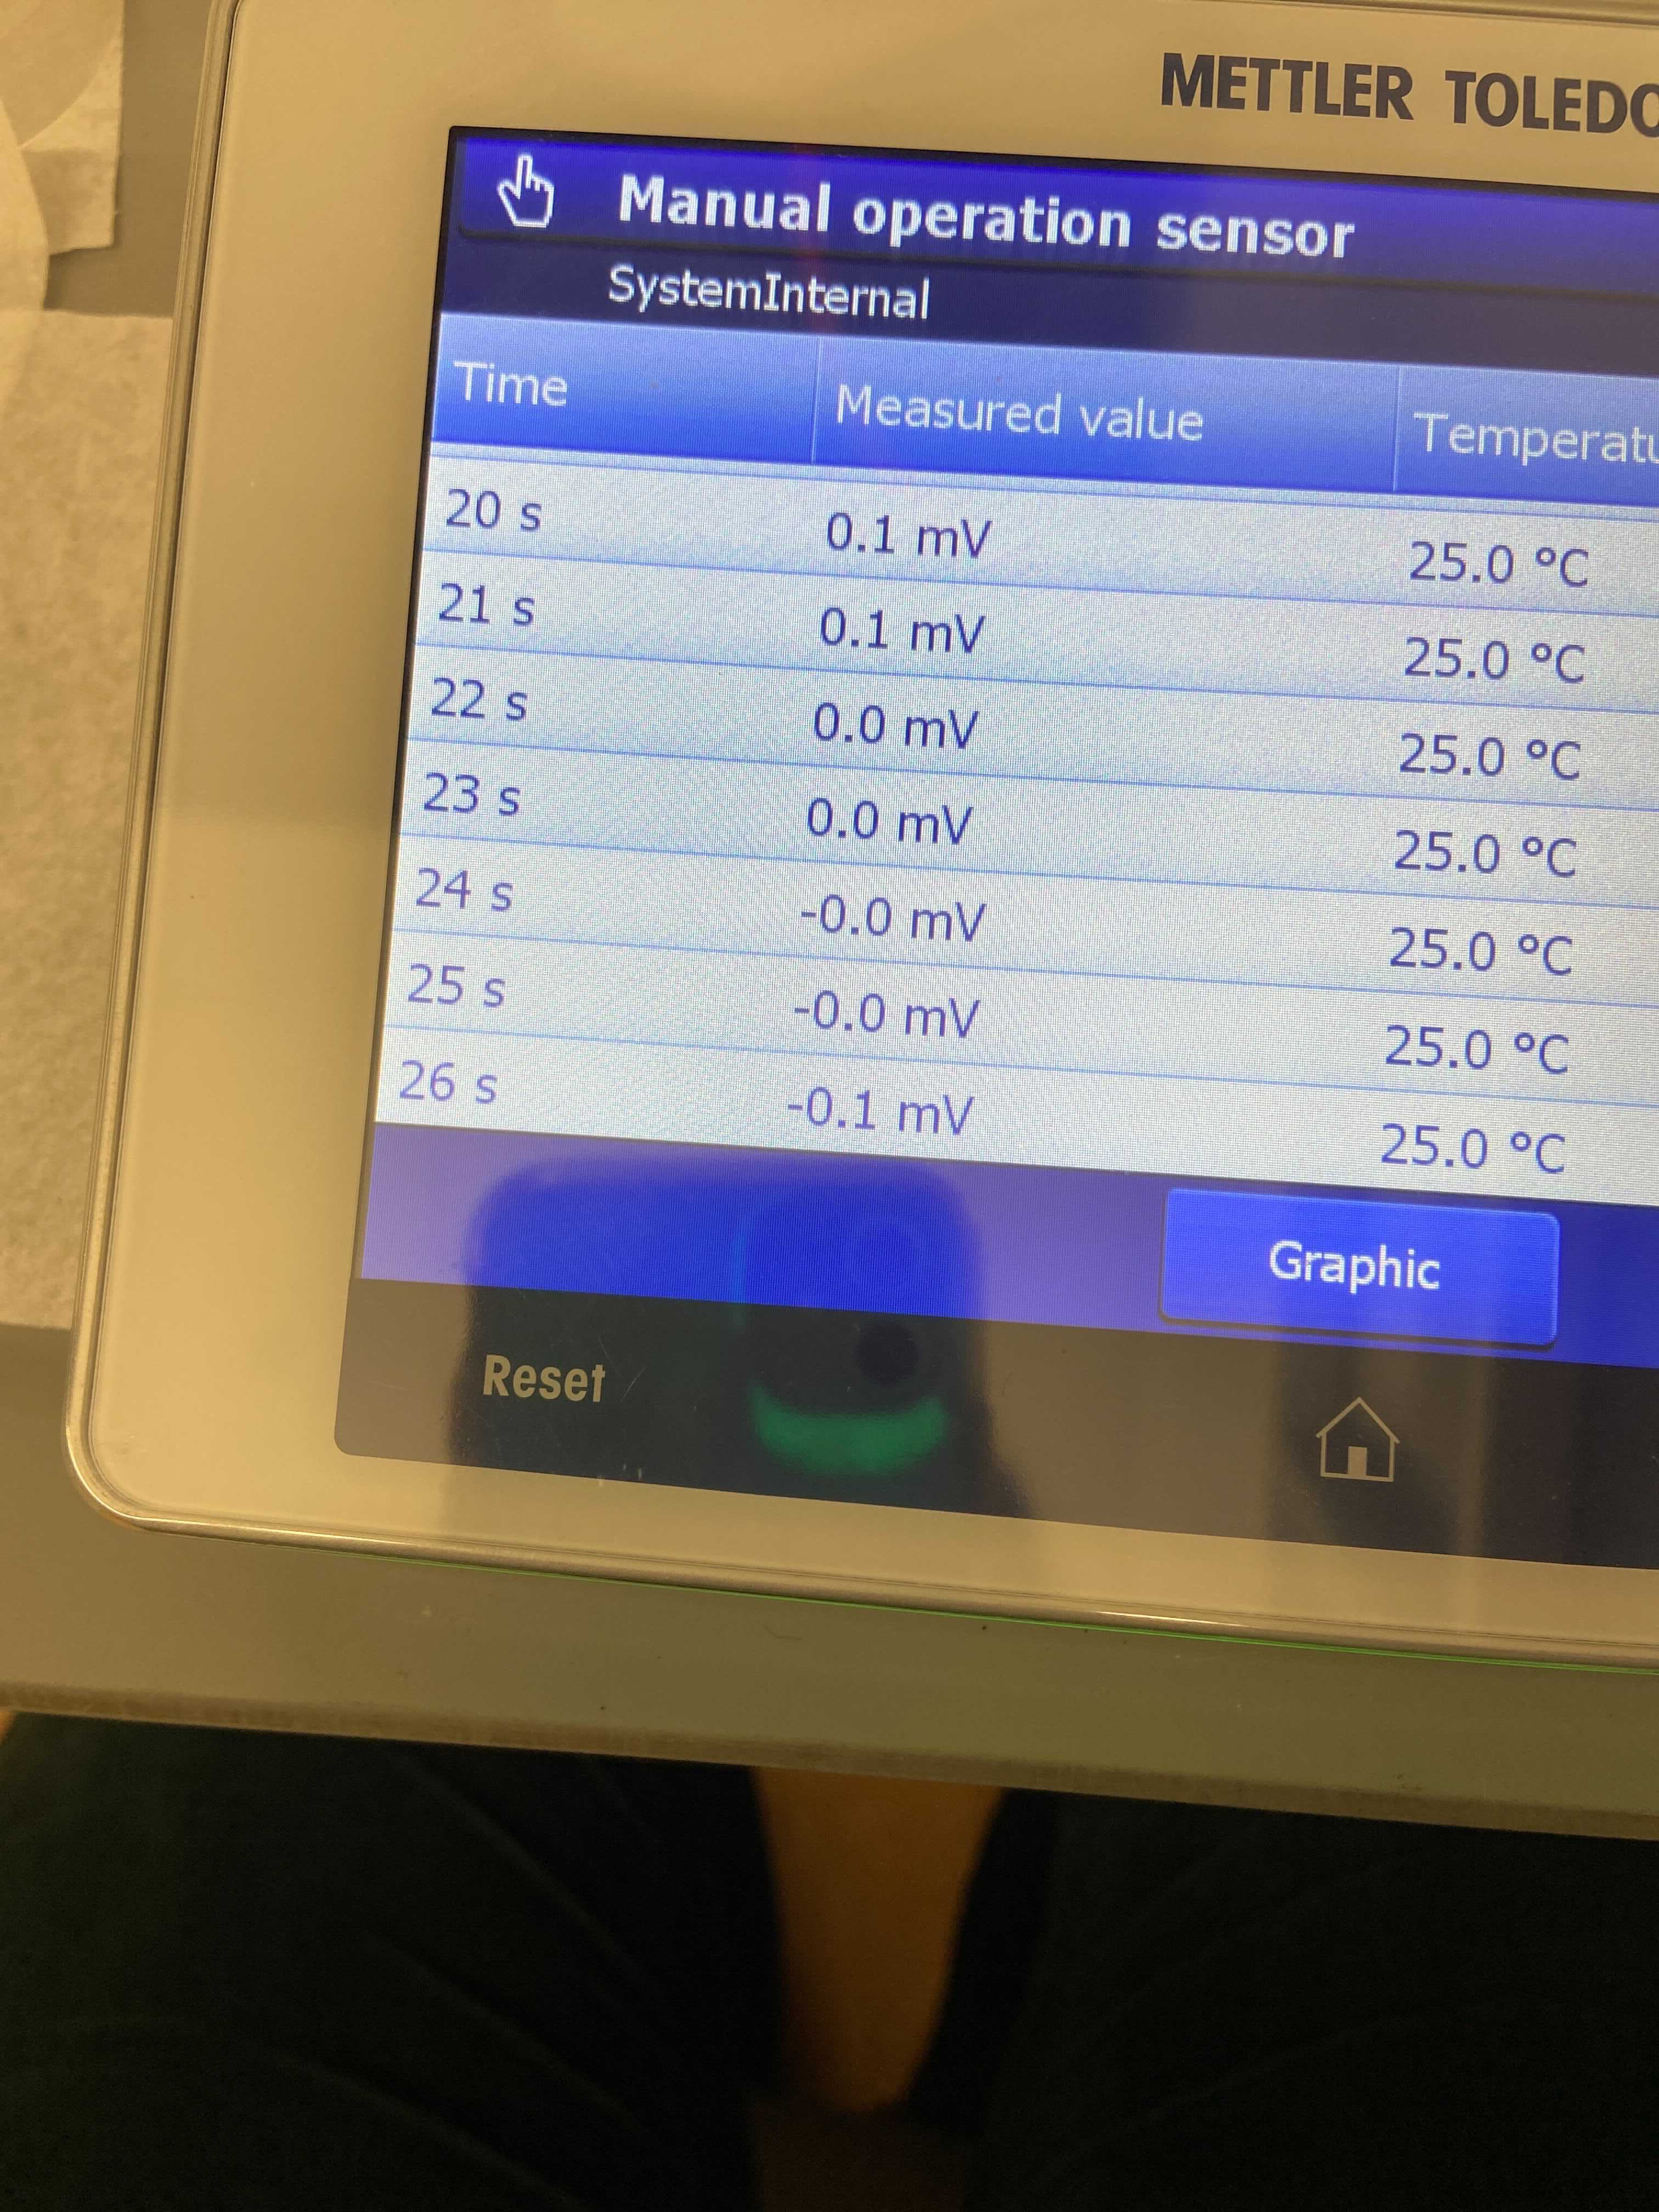 METTLER TOLEDO
Manual operation sensor
SystemInternal
Time Measured value Temperatu
20 s 0.1 mV 25.0 °C
21 s 0.1 mV 25.0 °C
22 s 0.0 mV 25.0 °C
23 s 0.0 mV 25.0 °C
24 s -0.0 mV 25.0 °C
25 s -0.0 mV 25.0 °C
26 s -0.1 mV 25.0 °C
Graphic
Reset